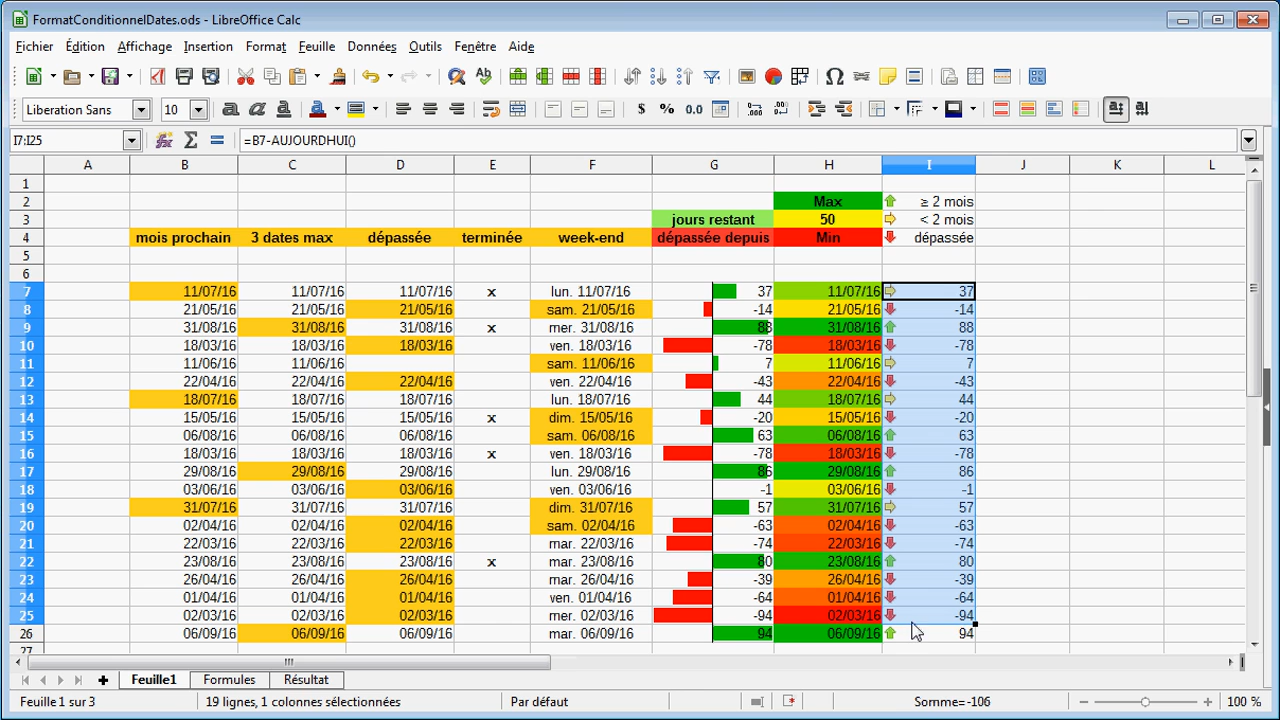 FormatConditionnelDates.ods - LibreOffice Calc
Fichier Édition Affichage Insertion Format Feuille Données Outils Fenêtre Aide
Liberation Sans 10 a a a $ % 0.0
I7:I25 =B7-AUJOURDHUI()
A B C D E F G H I J K L
1
2 Max ≥ 2 mois
3 jours restant 50 < 2 mois
4 mois prochain 3 dates max dépassée terminée week-end dépassée depuis Min dépassée
5
6
7 11/07/16 11/07/16 11/07/16 x lun. 11/07/16 37 11/07/16 37
8 21/05/16 21/05/16 21/05/16 sam. 21/05/16 -14 21/05/16 -14
9 31/08/16 31/08/16 31/08/16 x mer. 31/08/16 88 31/08/16 88
10 18/03/16 18/03/16 18/03/16 ven. 18/03/16 -78 18/03/16 -78
11 11/06/16 11/06/16 sam. 11/06/16 7 11/06/16 7
12 22/04/16 22/04/16 22/04/16 ven. 22/04/16 -43 22/04/16 -43
13 18/07/16 18/07/16 18/07/16 lun. 18/07/16 44 18/07/16 44
14 15/05/16 15/05/16 15/05/16 x dim. 15/05/16 -20 15/05/16 -20
15 06/08/16 06/08/16 06/08/16 sam. 06/08/16 63 06/08/16 63
16 18/03/16 18/03/16 18/03/16 x ven. 18/03/16 -78 18/03/16 -78
17 29/08/16 29/08/16 29/08/16 lun. 29/08/16 86 29/08/16 86
18 03/06/16 03/06/16 03/06/16 ven. 03/06/16 -1 03/06/16 -1
19 31/07/16 31/07/16 31/07/16 dim. 31/07/16 57 31/07/16 57
20 02/04/16 02/04/16 02/04/16 sam. 02/04/16 -63 02/04/16 -63
21 22/03/16 22/03/16 22/03/16 mar. 22/03/16 -74 22/03/16 -74
22 23/08/16 23/08/16 23/08/16 x mar. 23/08/16 80 23/08/16 80
23 26/04/16 26/04/16 26/04/16 mar. 26/04/16 -39 26/04/16 -39
24 01/04/16 01/04/16 01/04/16 ven. 01/04/16 -64 01/04/16 -64
25 02/03/16 02/03/16 02/03/16 mer. 02/03/16 -94 02/03/16 -94
26 06/09/16 06/09/16 06/09/16 mar. 06/09/16 94 06/09/16 94
27
Feuille1 Formules Résultat
Feuille 1 sur 3 19 lignes, 1 colonnes sélectionnées Par défaut Somme=-106 100 %